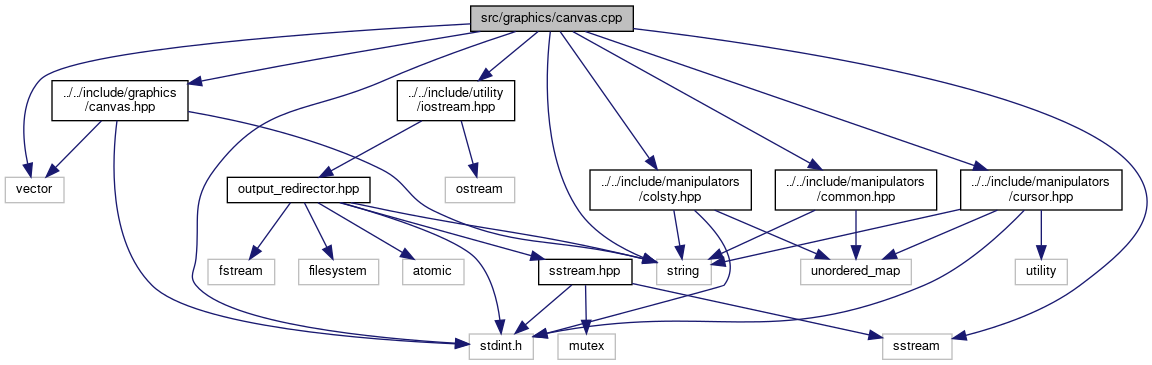 src/graphics/canvas.cpp
../../include/graphics
/canvas.hpp
../../include/utility
/iostream.hpp
vector
output_redirector.hpp
ostream
../../include/manipulators
/colsty.hpp
../../include/manipulators
/common.hpp
../../include/manipulators
/cursor.hpp
fstream
filesystem
atomic
sstream.hpp
string
unordered_map
utility
stdint.h
mutex
sstream